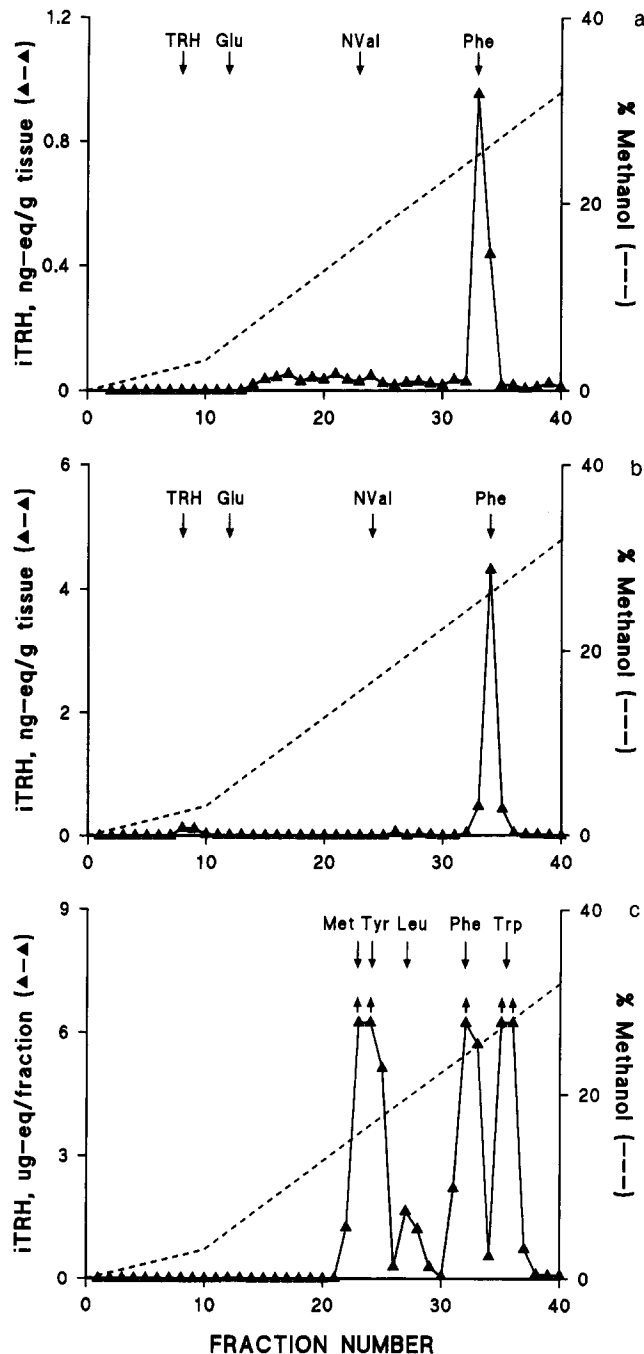 a
TRH Glu NVal Phe
iTRH, ng-eq/g tissue (▲-▲)
1.2
0.8
0.4
0
40
20
0
% Methanol (---)
0 10 20 30 40
b
TRH Glu NVal Phe
iTRH, ng-eq/g tissue (▲-▲)
6
4
2
0
40
20
0
% Methanol (---)
0 10 20 30 40
c
Met Tyr Leu Phe Trp
iTRH, ug-eq/fraction (▲-▲)
9
6
3
0
40
20
0
% Methanol (---)
0 10 20 30 40
FRACTION NUMBER